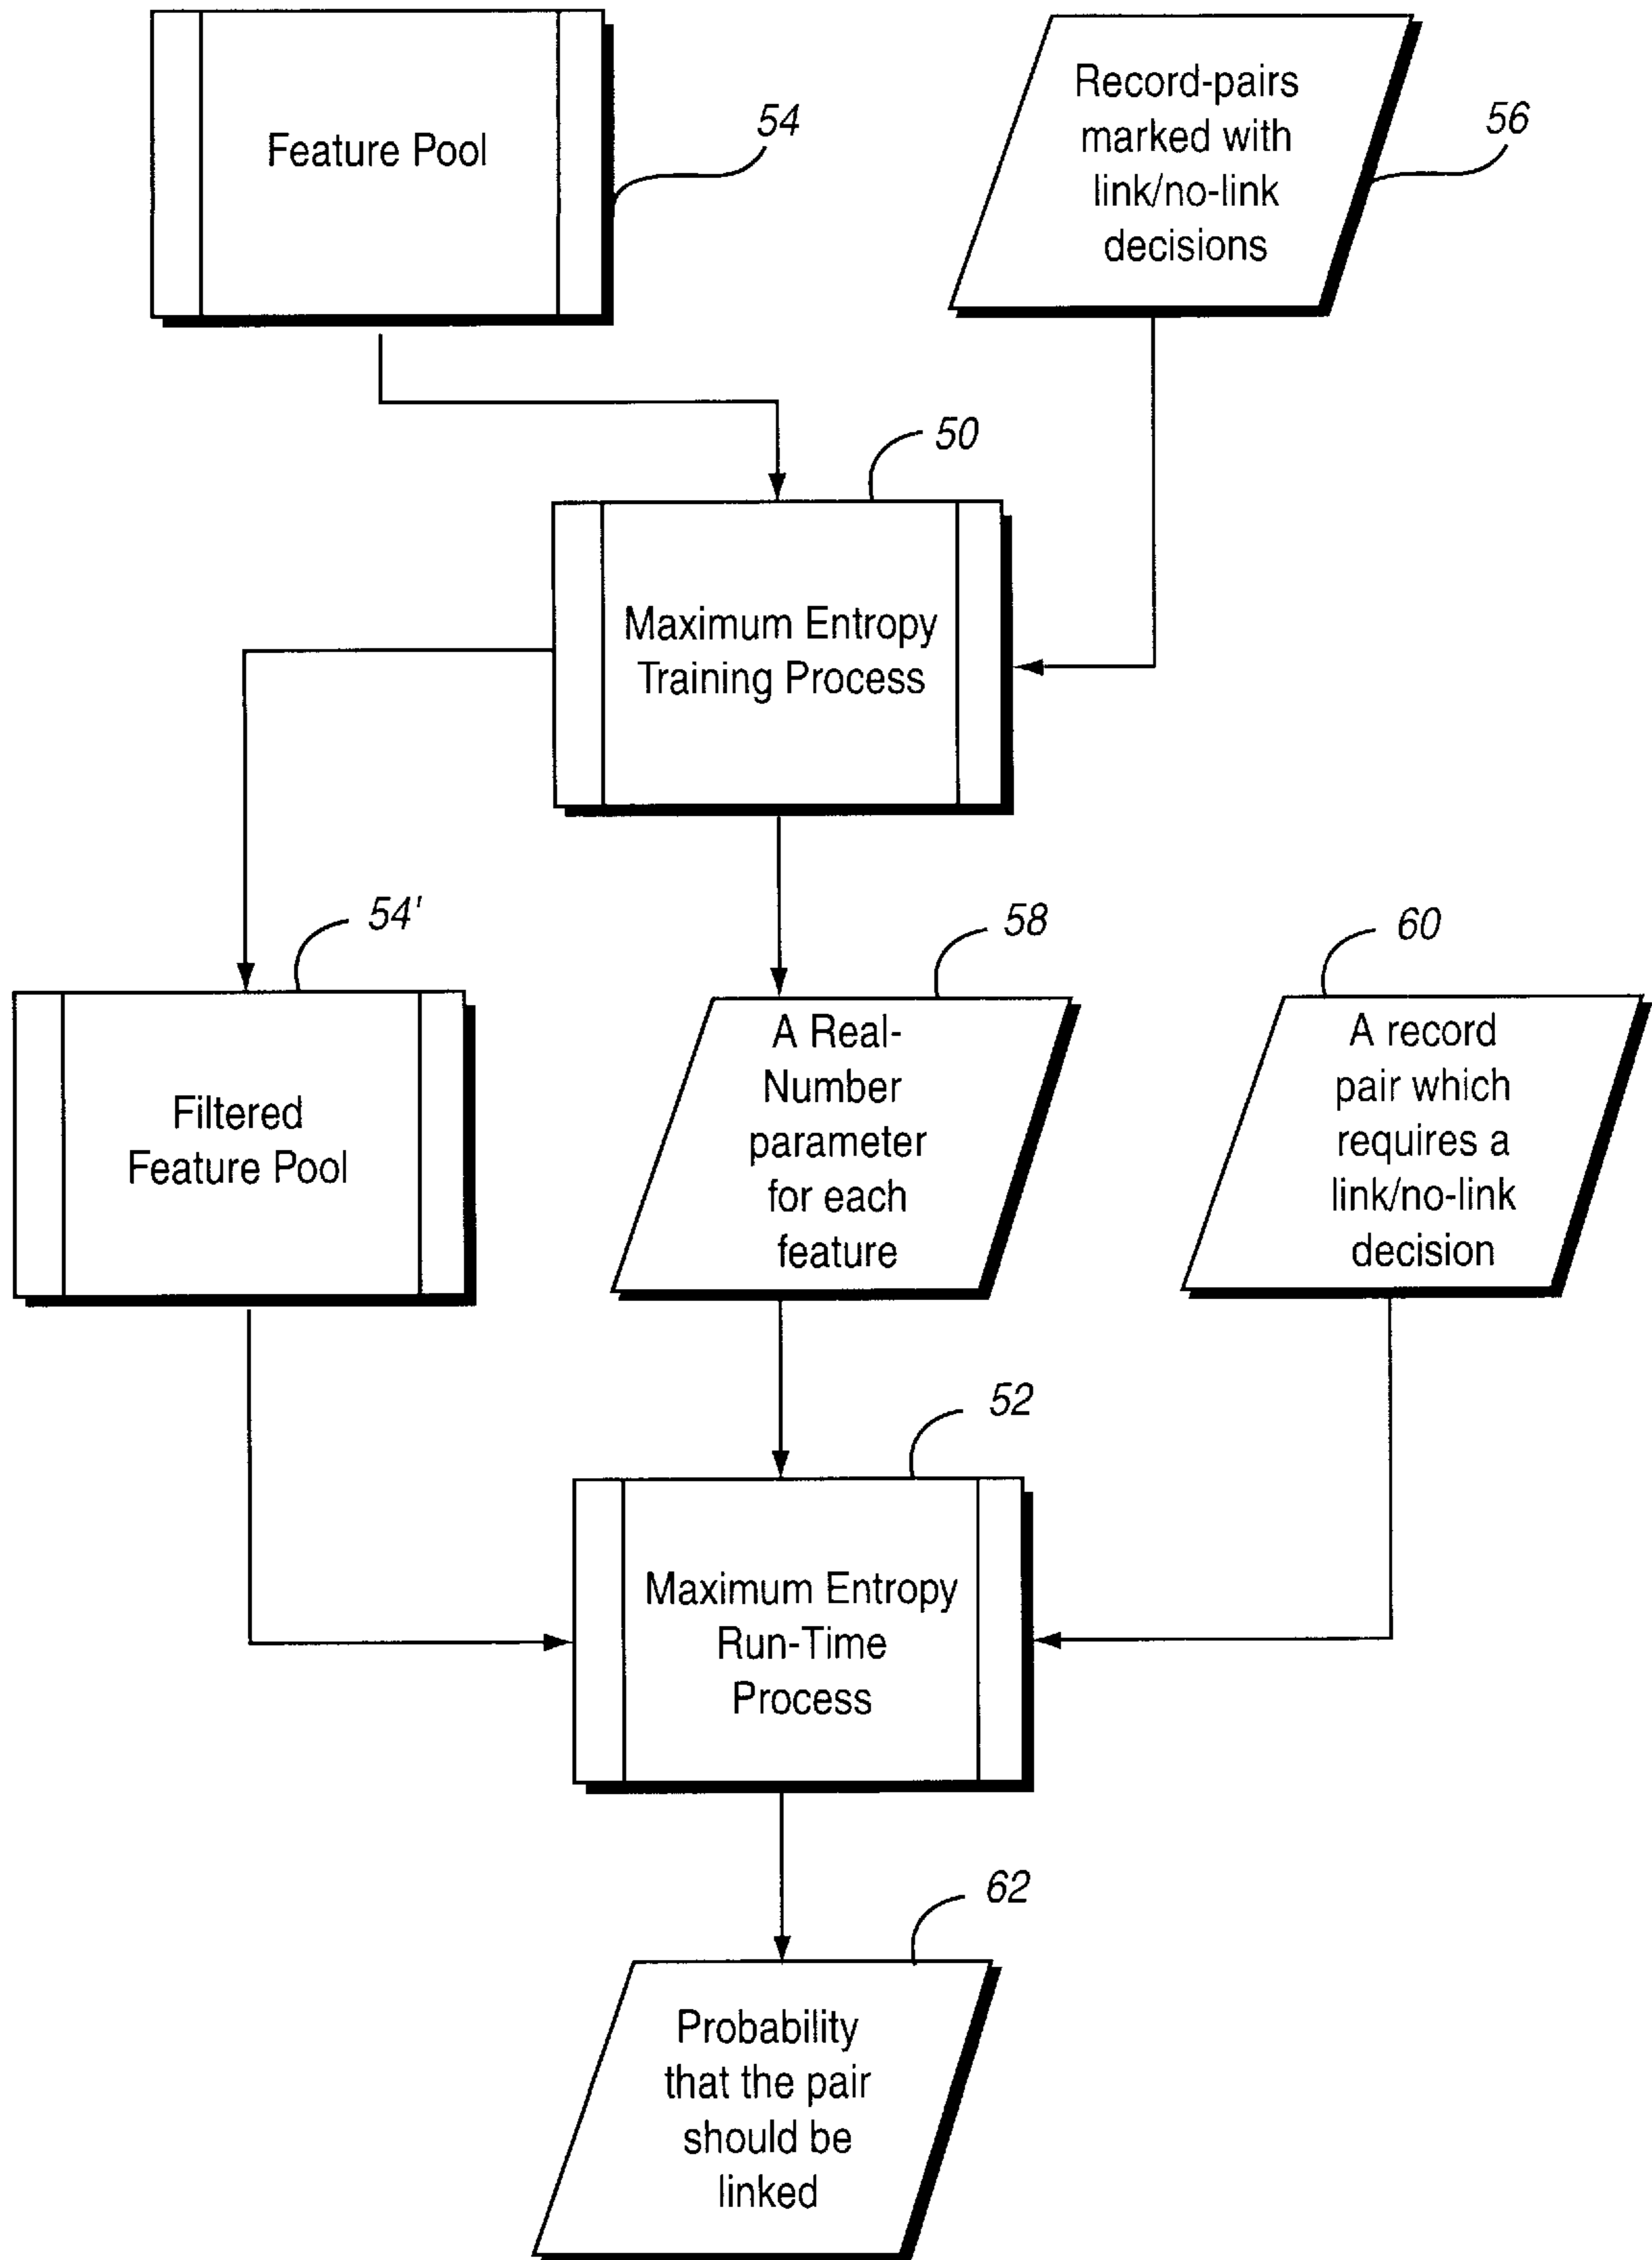 Feature Pool
54
Record-pairs
marked with
link/no-link
decisions
56
50
Maximum Entropy
Training Process
54'
Filtered
Feature Pool
58
A Real-
Number
parameter
for each
feature
60
A record
pair which
requires a
link/no-link
decision
52
Maximum Entropy
Run-Time
Process
62
Probability
that the pair
should be
linked